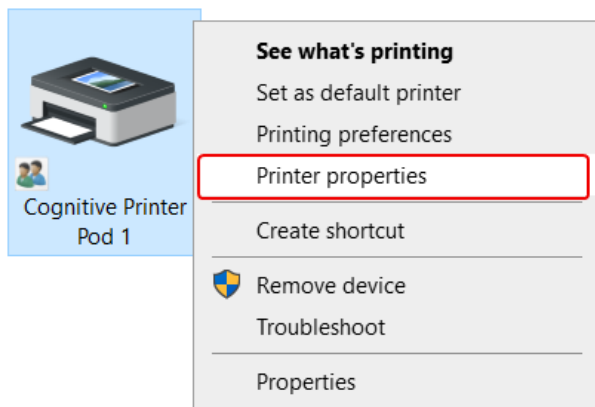 Cognitive Printer
Pod 1
See what's printing
Set as default printer
Printing preferences
Printer properties
Create shortcut
Remove device
Troubleshoot
Properties